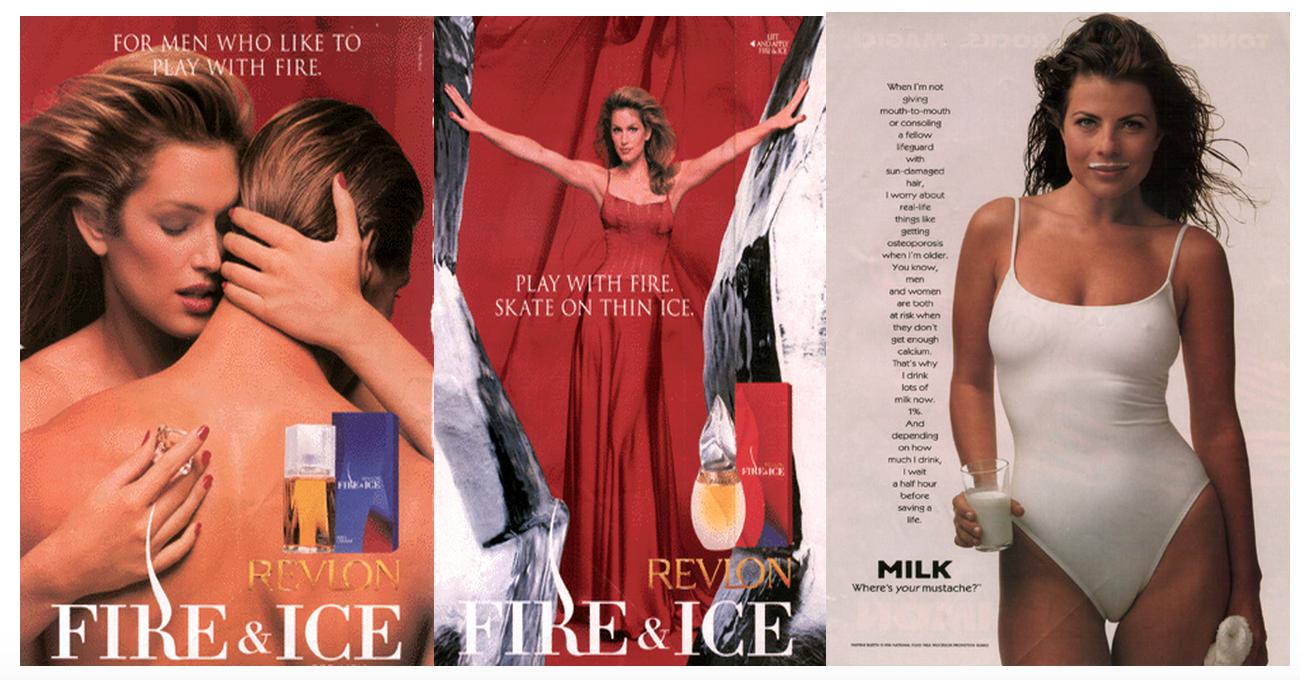 FOR MEN WHO LIKE TO
PLAY WITH FIRE.
REVLON
FIRE & ICE
FIRE&ICE
LIFT
AND APPLY
FIRE & ICE
PLAY WITH FIRE.
SKATE ON THIN ICE.
FIRE&ICE
REVLON
FIRE & ICE
When I'm not
giving
mouth-to-mouth
or consoling
a fellow
lifeguard
with
sun-damaged
hair,
I worry about
real-life
things like
getting
osteoporosis
when I'm older.
You know,
men
and women
are both
at risk when
they don't
get enough
calcium.
That's why
I drink
lots of
milk now.
1%.
And
depending
on how
much I drink,
I wait
a half hour
before
saving a
life.
MILK
Where's your mustache?™